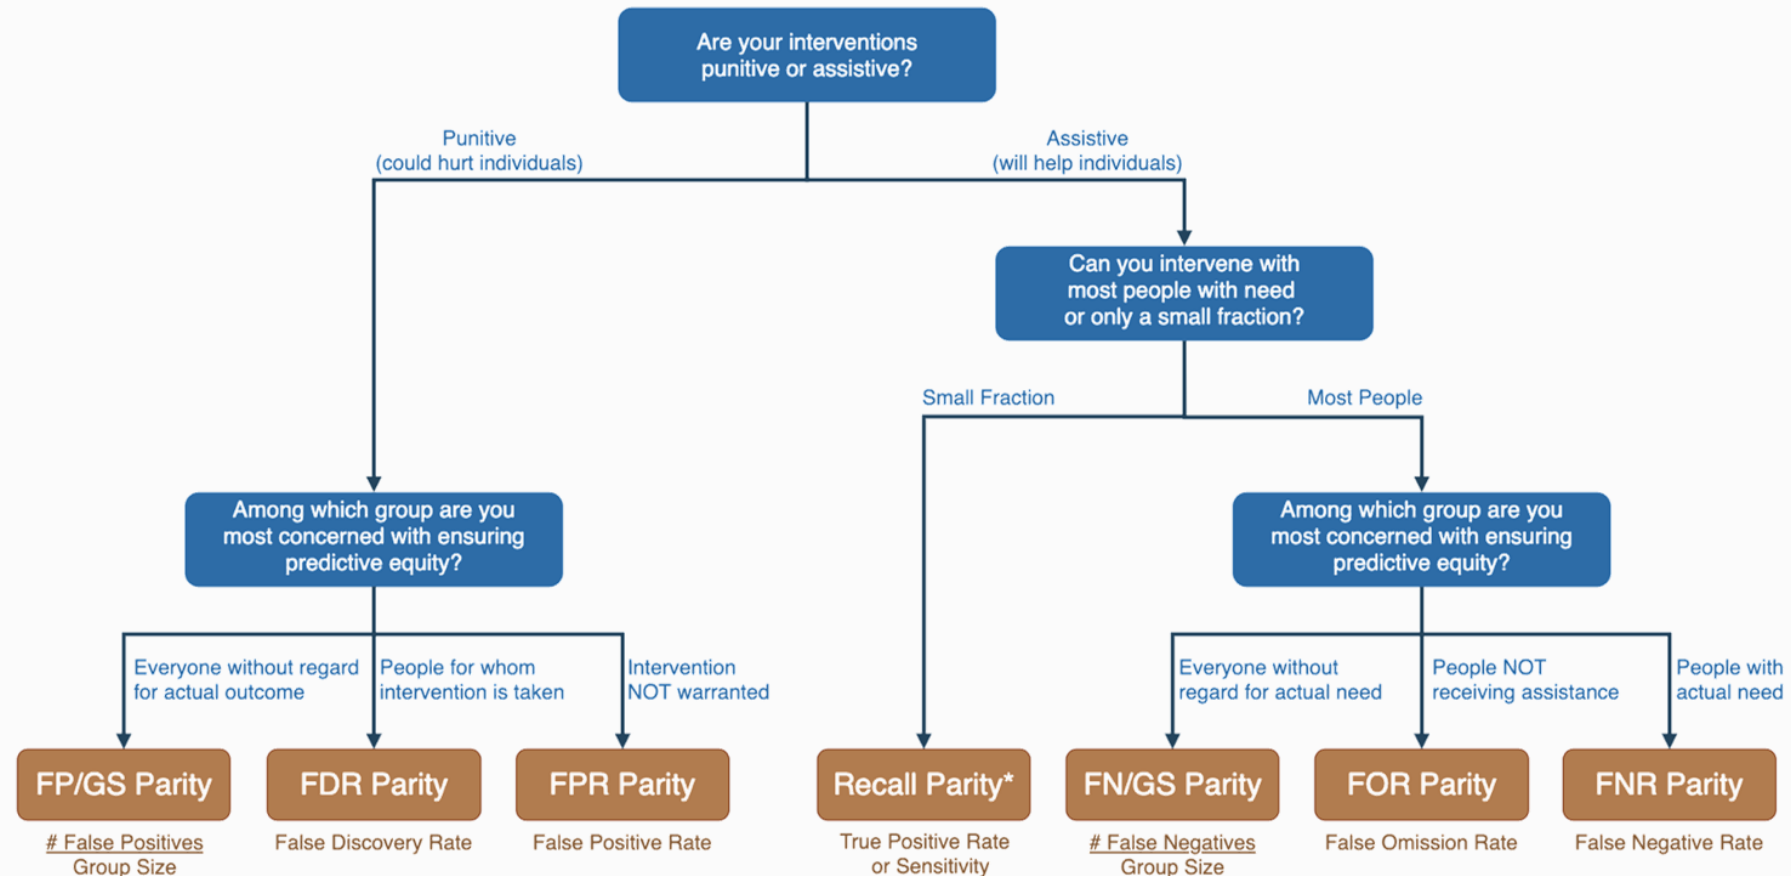 Are your interventions
punitive or assistive?
Punitive
(could hurt individuals)
Assistive
(will help individuals)
Can you intervene with
most people with need
or only a small fraction?
Small Fraction
Most People
Among which group are you
most concerned with ensuring
predictive equity?
Among which group are you
most concerned with ensuring
predictive equity?
Everyone without regard
for actual outcome
People for whom
intervention is taken
Intervention
NOT warranted
Everyone without
regard for actual need
People NOT
receiving assistance
People with
actual need
FP/GS Parity
FDR Parity
FPR Parity
Recall Parity*
FN/GS Parity
FOR Parity
FNR Parity
# False Positives
Group Size
False Discovery Rate
False Positive Rate
True Positive Rate
or Sensitivity
# False Negatives
Group Size
False Omission Rate
False Negative Rate